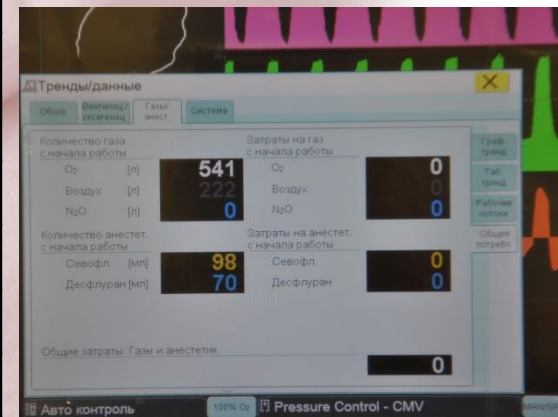 Тренды/данные
Обзор
Вентиляц./
оксигенац.
Газы/
анест.
Система
Количество газа
с начала работы
Затраты на газ
с начала работы
O2 [л] 541
O2 0
Воздух [л] 222
Воздух 0
N2O [л] 0
N2O 0
Количество анестет.
с начала работы
Затраты на анестет.
с начала работы
Севофл. [мл] 98
Севофл. 0
Десфлуран [мл] 70
Десфлуран 0
Общие затраты: Газы и анестетик 0
Граф.
тренд
Таб.
тренд
Рабочие
потоки
Общие
потребл.
Авто контроль
100% O2
Pressure Control - CMV